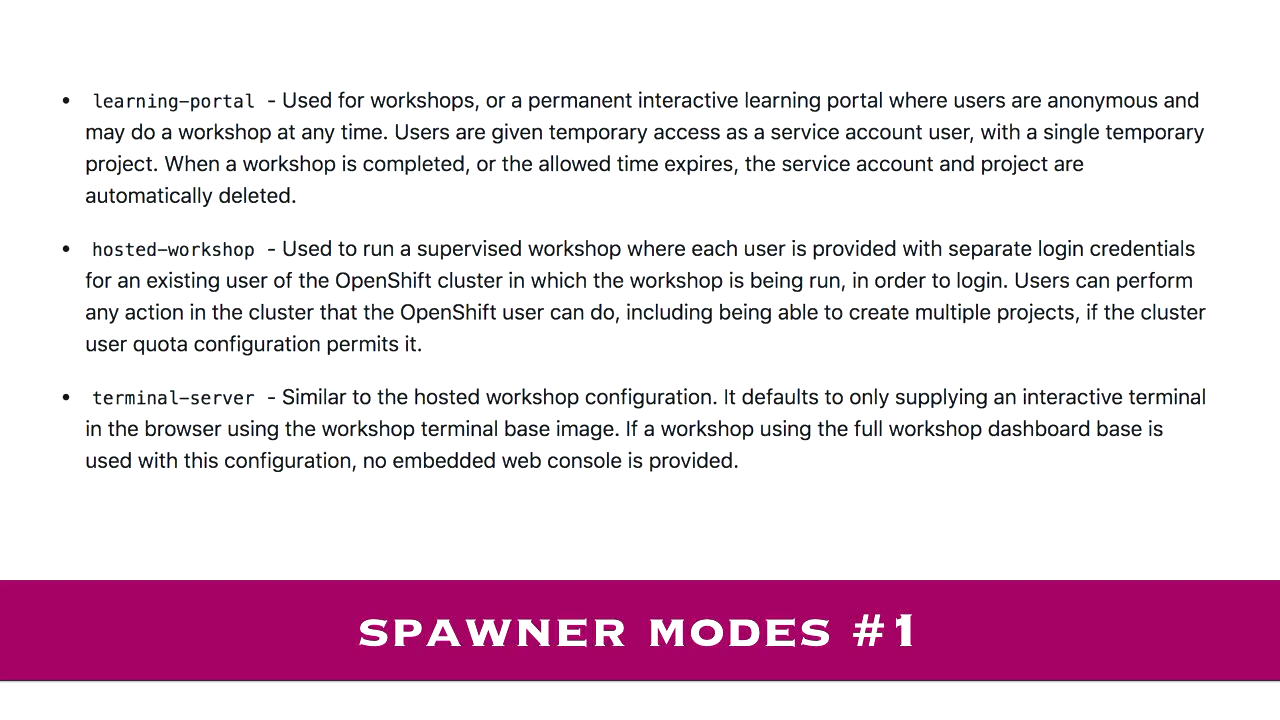 • learning-portal - Used for workshops, or a permanent interactive learning portal where users are anonymous and
may do a workshop at any time. Users are given temporary access as a service account user, with a single temporary
project. When a workshop is completed, or the allowed time expires, the service account and project are
automatically deleted.
• hosted-workshop - Used to run a supervised workshop where each user is provided with separate login credentials
for an existing user of the OpenShift cluster in which the workshop is being run, in order to login. Users can perform
any action in the cluster that the OpenShift user can do, including being able to create multiple projects, if the cluster
user quota configuration permits it.
• terminal-server - Similar to the hosted workshop configuration. It defaults to only supplying an interactive terminal
in the browser using the workshop terminal base image. If a workshop using the full workshop dashboard base is
used with this configuration, no embedded web console is provided.
SPAWNER MODES #1